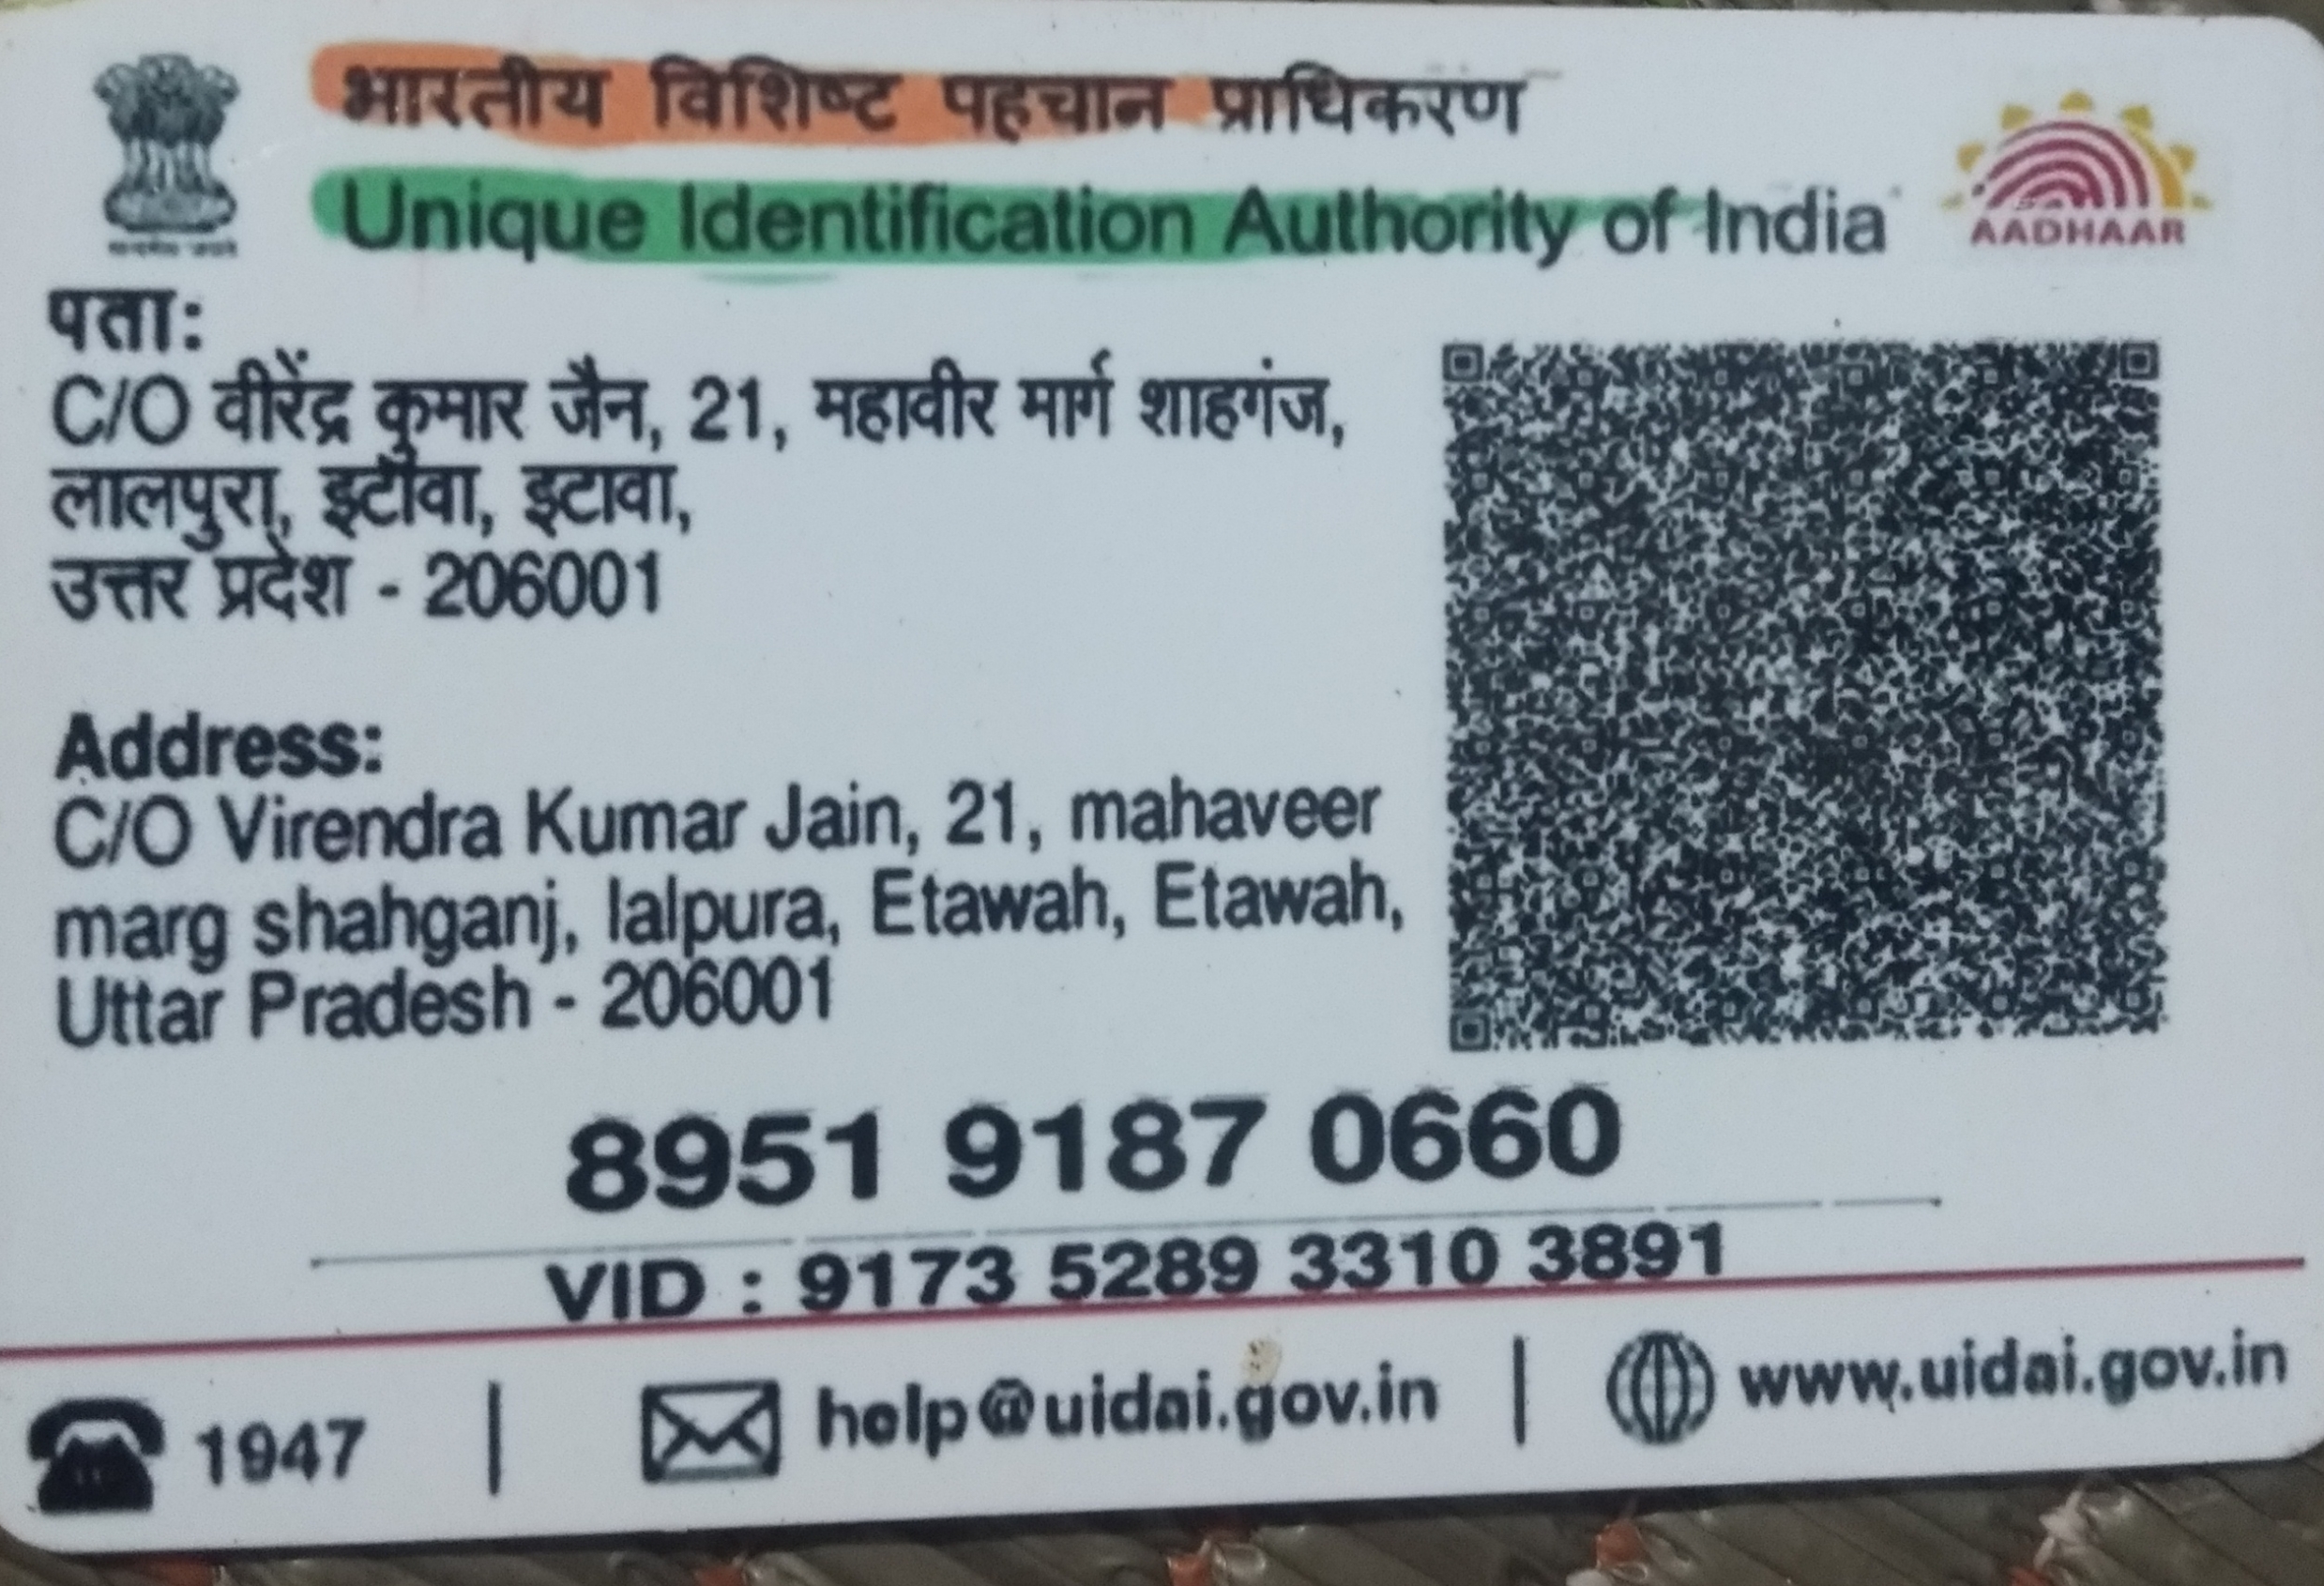 भारतीय विशिष्ट पहचान प्राधिकरण
Unique Identification Authority of India
AADHAAR
पताः
C/O वीरेंद्र कुमार जैन, 21, महावीर मार्ग शाहगंज,
लालपुरा, इटावा, इटावा,
उत्तर प्रदेश - 206001
Address:
C/O Virendra Kumar Jain, 21, mahaveer
marg shahganj, lalpura, Etawah, Etawah,
Uttar Pradesh - 206001
8951 9187 0660
VID : 9173 5289 3310 3891
1947 | help@uidai.gov.in | www.uidai.gov.in